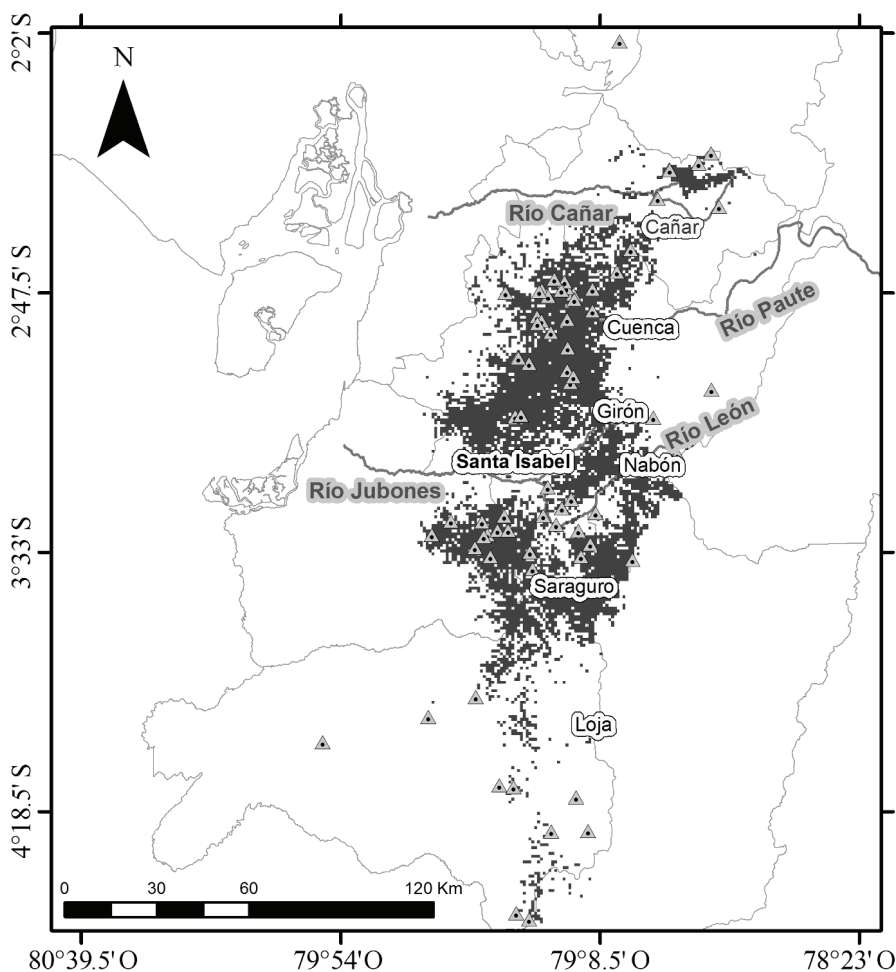 2°2' S
N
Río Cañar
Cañar
2°47.5' S
Río Paute
Cuenca
Girón
Río León
Santa Isabel
Nabón
Río Jubones
3°33' S
Saraguro
Loja
4°18.5' S
0 30 60 120 Km
80°39.5' O 79°54' O 79°8.5' O 78°23' O